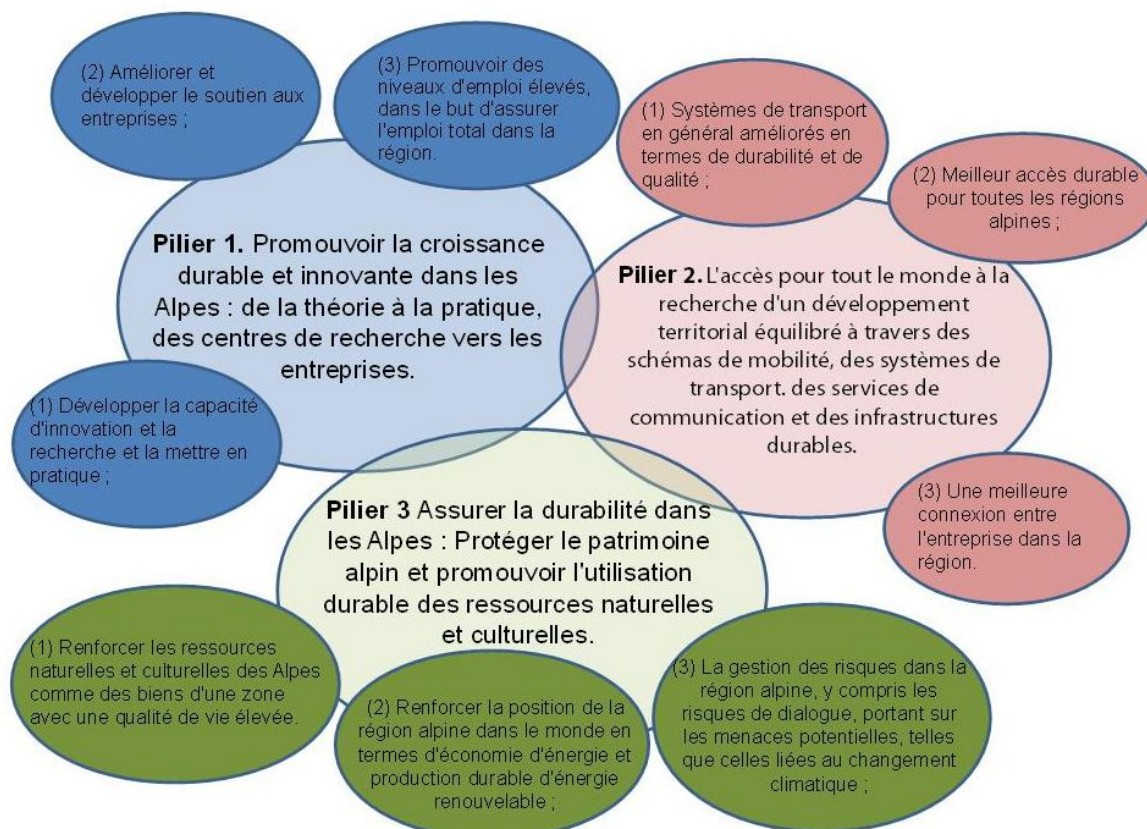 (2) Améliorer et
développer le soutien aux
entreprises ;
(3) Promouvoir des
niveaux d'emploi élevés,
dans le but d'assurer
l'emploi total dans la
région.
(1) Systèmes de transport
en général améliorés en
termes de durabilité et de
qualité ;
(2) Meilleur accès durable
pour toutes les régions
alpines ;
Pilier 1. Promouvoir la croissance
durable et innovante dans les
Alpes : de la théorie à la pratique,
des centres de recherche vers les
entreprises.
Pilier 2. L'accès pour tout le monde à la
recherche d'un développement
territorial équilibré à travers des
schémas de mobilité, des systèmes de
transport. des services de
communication et des infrastructures
durables.
(1) Développer la capacité
d'innovation et la
recherche et la mettre en
pratique ;
(3) Une meilleure
connexion entre
l'entreprise dans la
région.
Pilier 3 Assurer la durabilité dans
les Alpes : Protéger le patrimoine
alpin et promouvoir l'utilisation
durable des ressources naturelles
et culturelles.
(1) Renforcer les ressources
naturelles et culturelles des Alpes
comme des biens d'une zone
avec une qualité de vie élevée.
(2) Renforcer la position de la
région alpine dans le monde en
termes d'économie d'énergie et
production durable d'énergie
renouvelable ;
(3) La gestion des risques dans la
région alpine, y compris les
risques de dialogue, portant sur
les menaces potentielles, telles
que celles liées au changement
climatique ;